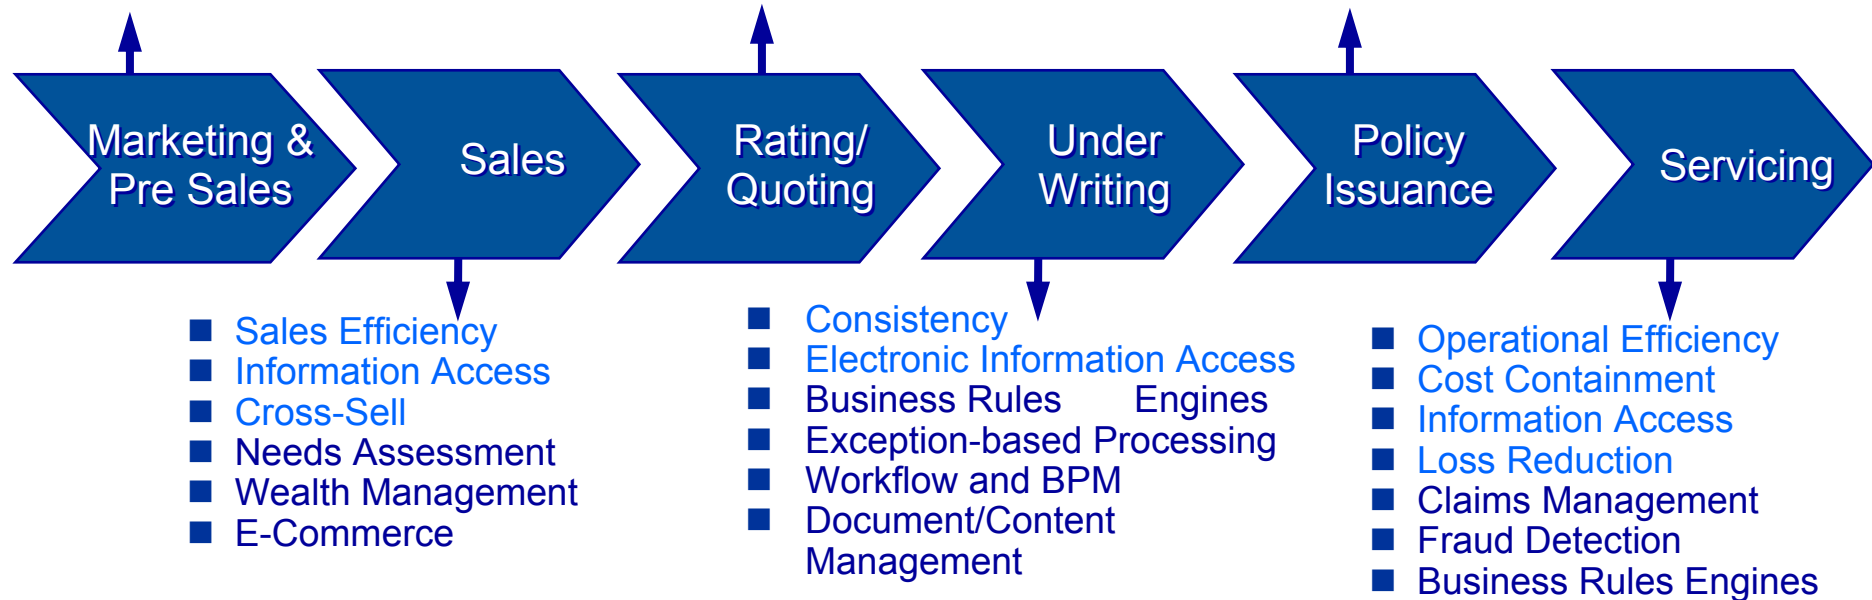 Marketing &
Pre Sales
Sales
Rating/
Quoting
Under
Writing
Policy
Issuance
Servicing
Sales Efficiency
Information Access
Cross-Sell
Needs Assessment
Wealth Management
E-Commerce
Consistency
Electronic Information Access
Business Rules Engines
Exception-based Processing
Workflow and BPM
Document/Content
Management
Operational Efficiency
Cost Containment
Information Access
Loss Reduction
Claims Management
Fraud Detection
Business Rules Engines